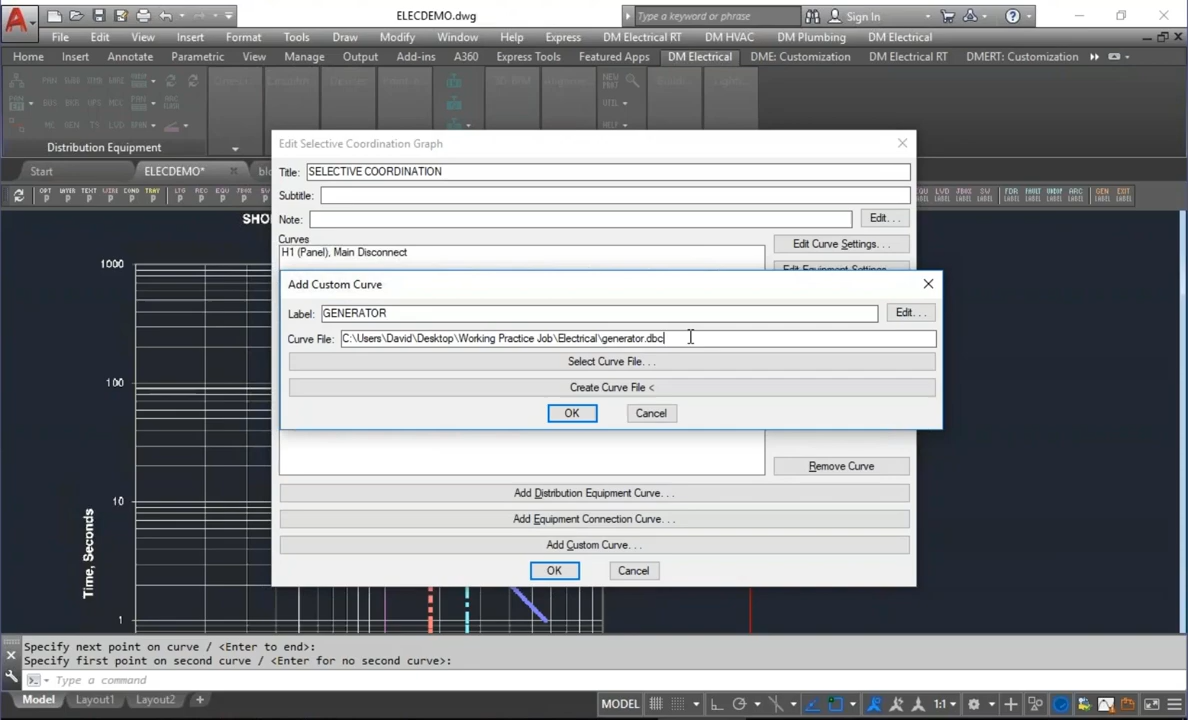 ELECDEMO.dwg
Type a keyword or phrase
Sign In
File Edit View Insert Format Tools Draw Modify Window Help Express DM Electrical RT DM HVAC DM Plumbing DM Electrical
Home Insert Annotate Parametric View Manage Output Add-ins A360 Express Tools Featured Apps DM Electrical DME: Customization DM Electrical RT DMERT: Customization
Distribution Equipment
Start ELECDEMO*
Edit Selective Coordination Graph
Title: SELECTIVE COORDINATION
Subtitle:
Note: Edit. . .
Curves
H1 (Panel), Main Disconnect
Edit Curve Settings. . .
Edit Equipment Settings. . .
Add Custom Curve
Label: GENERATOR Edit. . .
Curve File: C:\Users\David\Desktop\Working Practice Job\Electrical\generator.dbc
Select Curve File. . .
Create Curve File <
OK Cancel
Remove Curve
Add Distribution Equipment Curve. . .
Add Equipment Connection Curve. . .
Add Custom Curve. . .
OK Cancel
1000
100
10
1
Time, Seconds
Specify next point on curve / <Enter to end>:
Specify first point on second curve / <Enter for no second curve>:
Type a command
Model Layout1 Layout2 +
MODEL 1:1